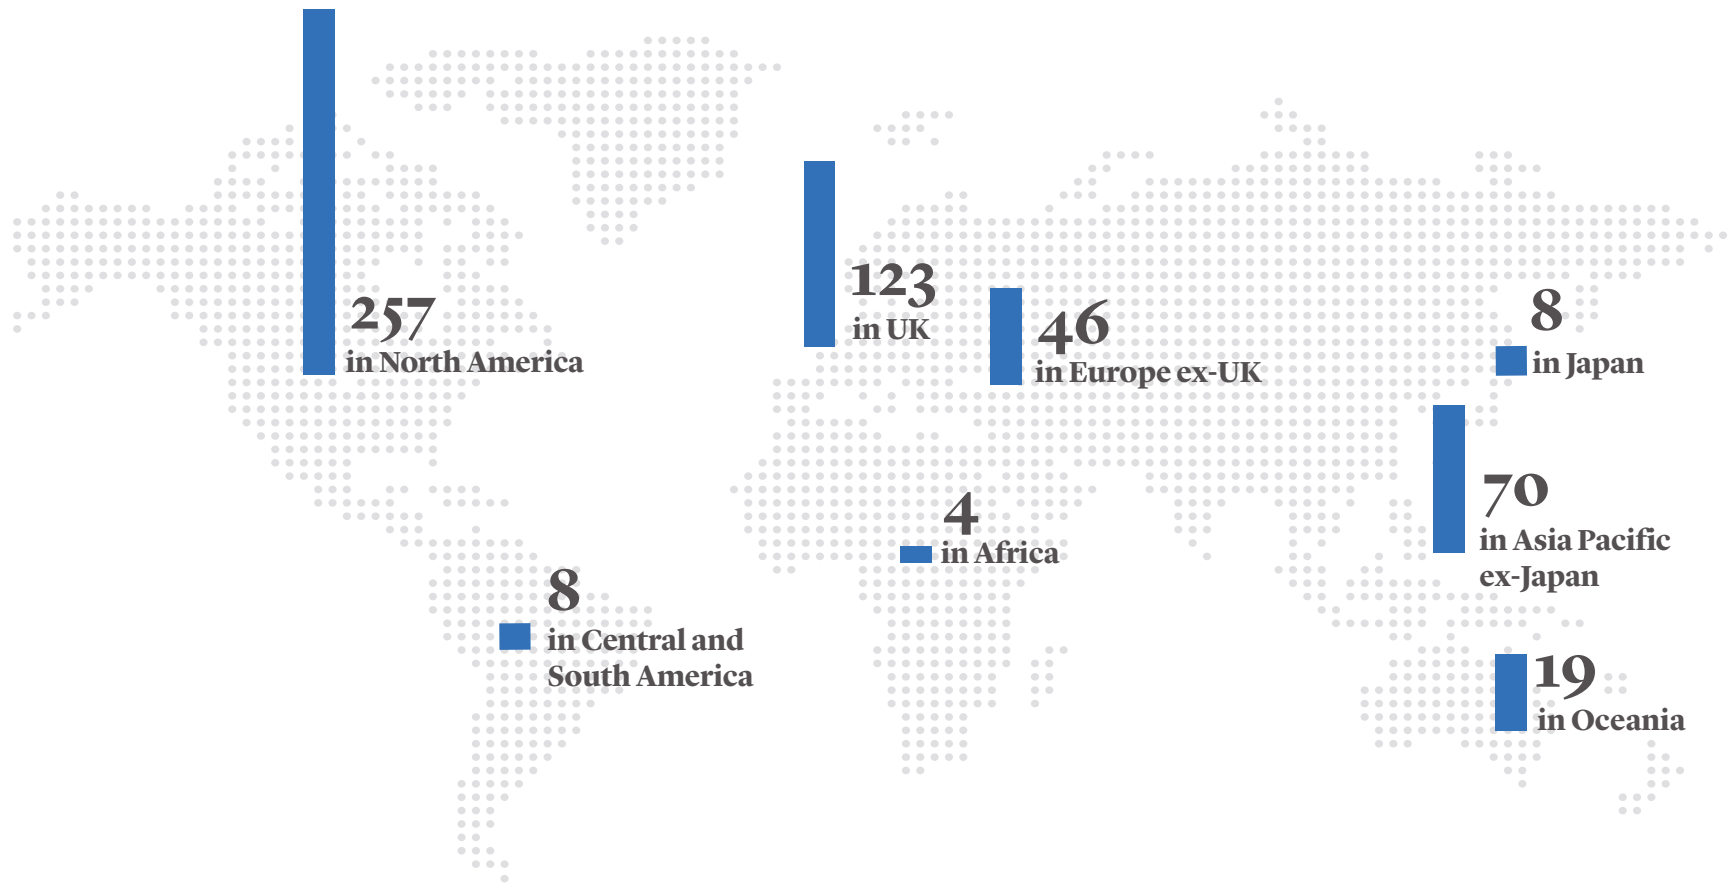 257
in North America
123
in UK
46
in Europe ex-UK
8
in Japan
70
in Asia Pacific
ex-Japan
4
in Africa
8
in Central and
South America
19
in Oceania